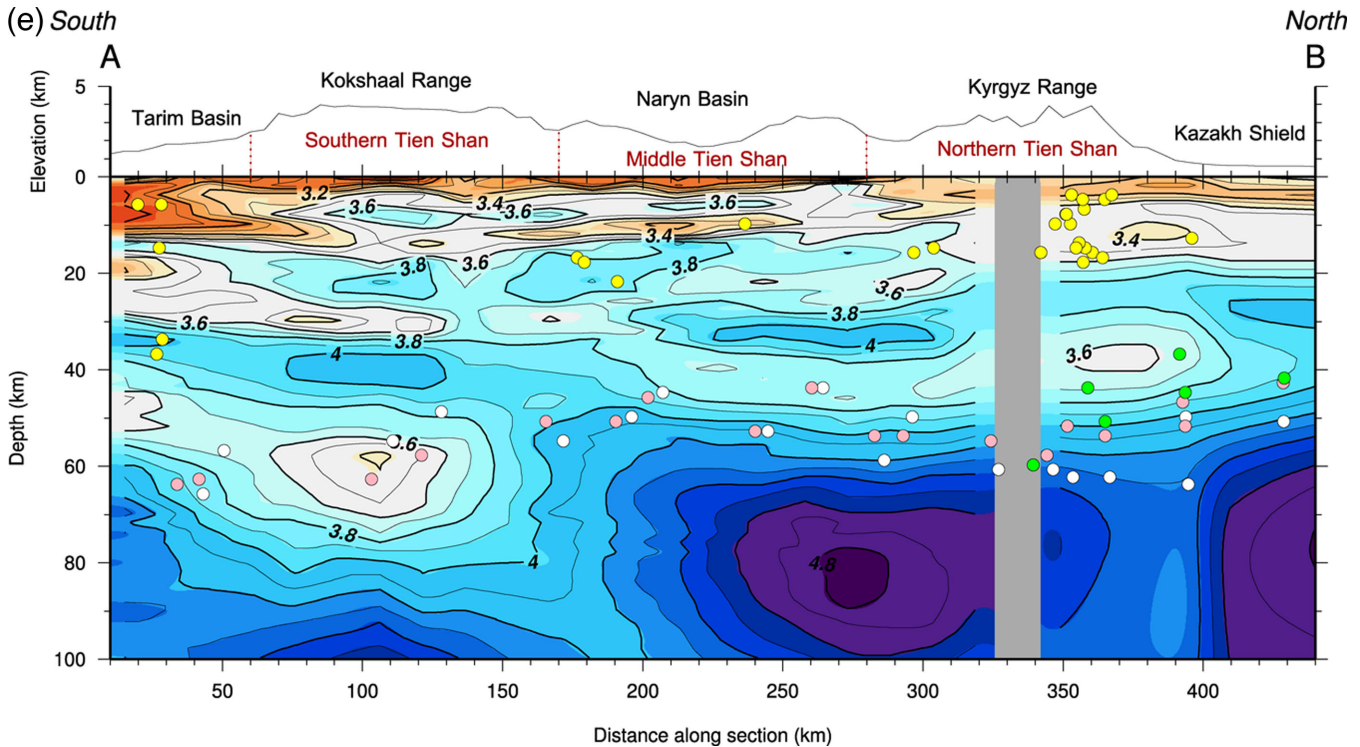 (e) South North
A B
Kokshaal Range Naryn Basin Kyrgyz Range
Tarim Basin Kazakh Shield
Southern Tien Shan Middle Tien Shan Northern Tien Shan
Elevation (km)
5
0
3.2 3.4 3.6
3.6 3.6
3.4 3.4
3.8 3.6 3.8
20
3.6
3.6 3.8
3.8
4 4 3.6
40
Depth (km)
3.6
60
3.8
80
4 4.8
100
50 100 150 200 250 300 350 400
Distance along section (km)